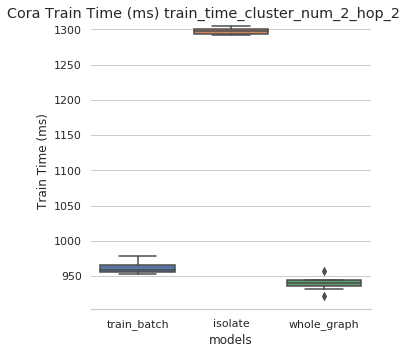 Cora Train Time (ms) train_time_cluster_num_2_hop_2
1300
1250
1200
1150
1100
1050
1000
950
Train Time (ms)
train_batch isolate whole_graph
models